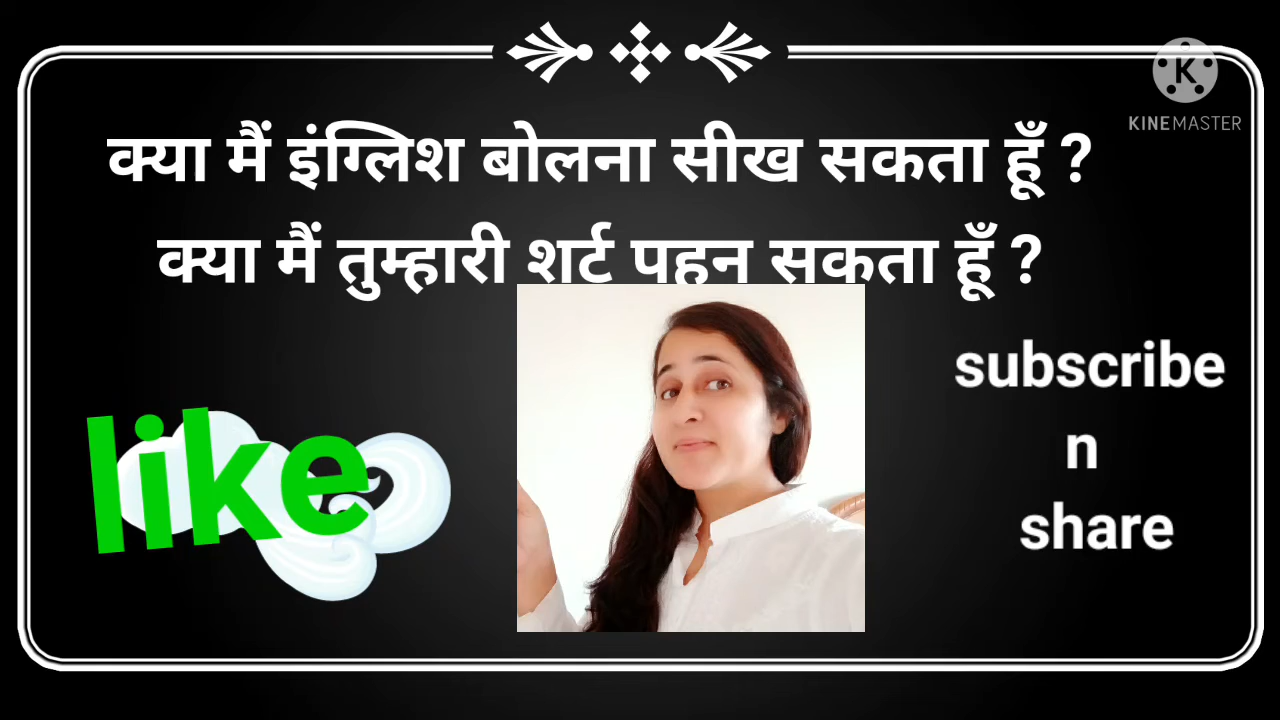 क्या मैं इंग्लिश बोलना सीख सकता हूँ ?
क्या मैं तुम्हारी शर्ट पहन सकता हूँ ?
like
subscribe
n
share
K
KINEMASTER